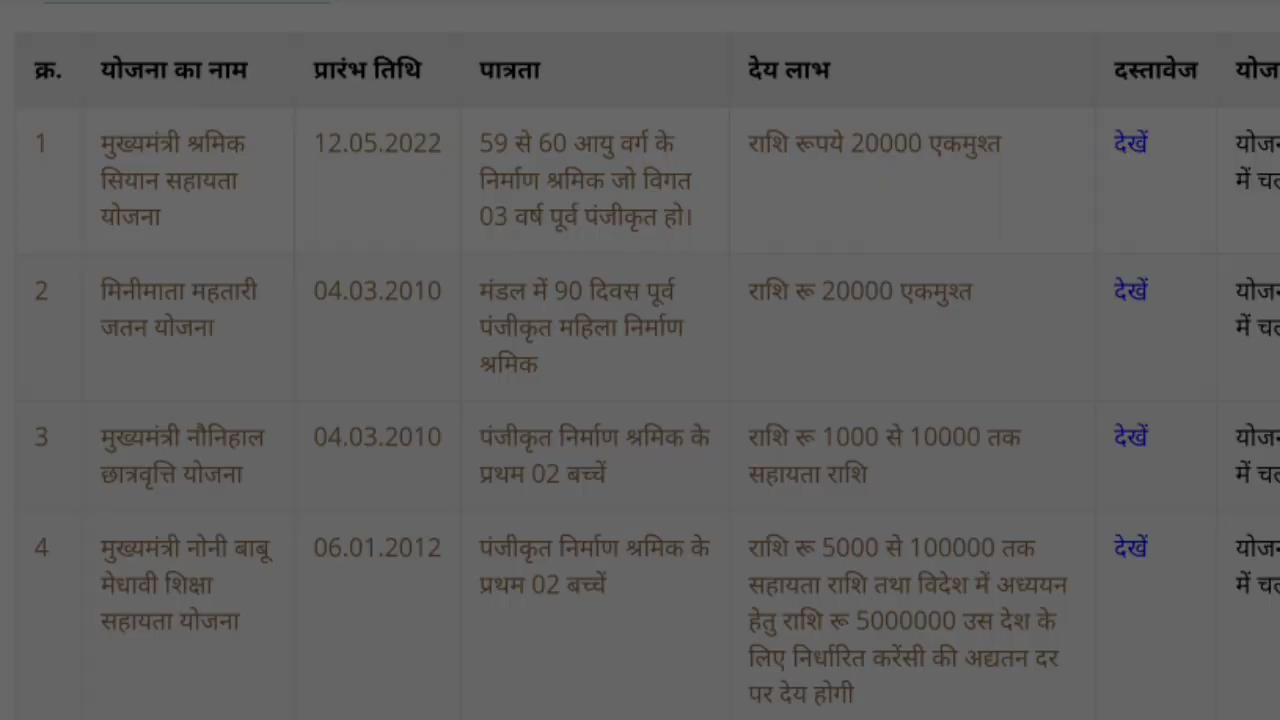 क्र. योजना का नाम प्रारंभ तिथि पात्रता देय लाभ दस्तावेज
1 मुख्यमंत्री श्रमिक 12.05.2022 59 से 60 आयु वर्ग के राशि रूपये 20000 एकमुश्त देखें
सियान सहायता निर्माण श्रमिक जो विगत में
योजना 03 वर्ष पूर्व पंजीकृत हो।
2 मिनीमाता महतारी 04.03.2010 मंडल में 90 दिवस पूर्व राशि रू 20000 एकमुश्त देखें
जतन योजना पंजीकृत महिला निर्माण में
श्रमिक
3 मुख्यमंत्री नौनिहाल 04.03.2010 पंजीकृत निर्माण श्रमिक के राशि रू 1000 से 10000 तक देखें
छात्रवृत्ति योजना प्रथम 02 बच्चें सहायता राशि में
4 मुख्यमंत्री नोनी बाबू 06.01.2012 पंजीकृत निर्माण श्रमिक के राशि रू 5000 से 100000 तक देखें
मेधावी शिक्षा प्रथम 02 बच्चें सहायता राशि तथा विदेश में अध्ययन में
सहायता योजना हेतु राशि रू 5000000 उस देश के
लिए निर्धारित करेंसी की अद्यतन दर
पर देय होगी